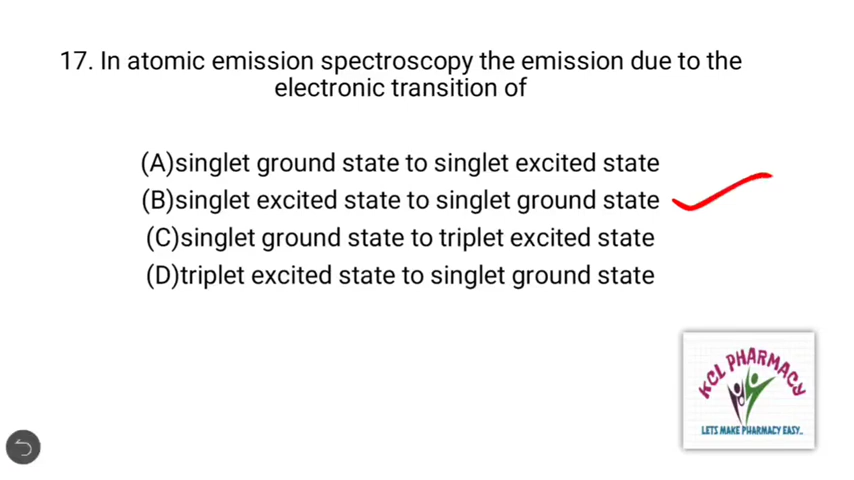 17. In atomic emission spectroscopy the emission due to the
electronic transition of
(A)singlet ground state to singlet excited state
(B)singlet excited state to singlet ground state
(C)singlet ground state to triplet excited state
(D)triplet excited state to singlet ground state
KCL PHARMACY
LETS MAKE PHARMACY EASY..